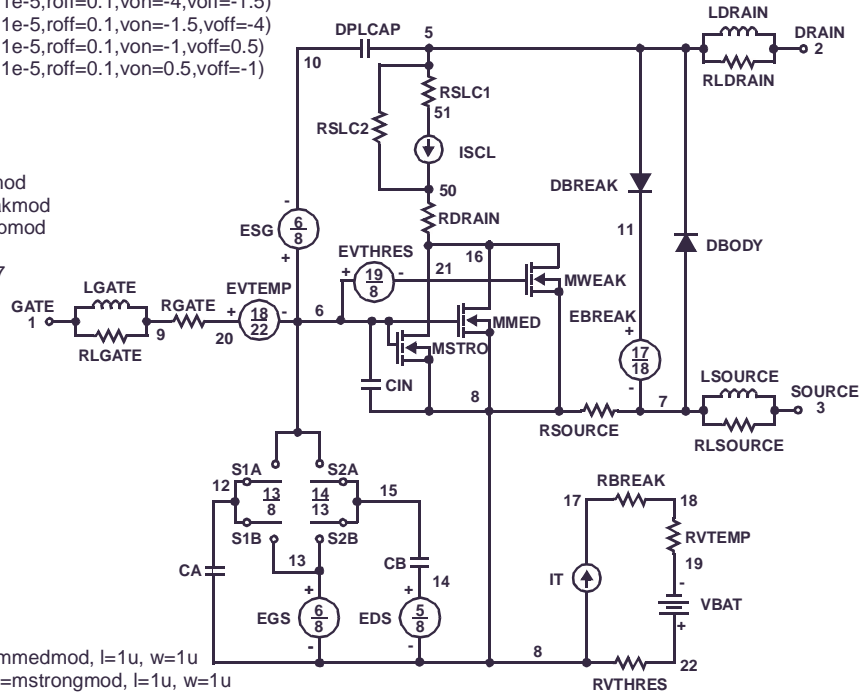 1e-5,roff=0.1,von=-4,voff=-1.5)
1e-5,roff=0.1,von=-1.5,voff=-4)
1e-5,roff=0.1,von=-1,voff=0.5)
1e-5,roff=0.1,von=0.5,voff=-1)
LDRAIN
DPLCAP
5
DRAIN
2
10
RLDRAIN
RSLC1
51
RSLC2
ISCL
50
DBREAK
RDRAIN
11
DBODY
ESG
6
8
-
+
EVTHRES
+
19
8
-
21
16
MWEAK
LGATE
EVTEMP
GATE
1
RGATE
+
18
22
-
6
EBREAK
+
17
18
-
MMED
9
20
RLGATE
MSTRO
CIN
8
LSOURCE
7
SOURCE
3
RSOURCE
RLSOURCE
S1A
S2A
12
13
8
14
13
15
S1B
S2B
RBREAK
17
18
RVTEMP
CA
13
CB
14
19
IT
-
VBAT
+
+
EGS
6
8
-
+
EDS
5
8
-
8
22
RVTHRES
mmedmod, l=1u, w=1u
=mstrongmod, l=1u, w=1u